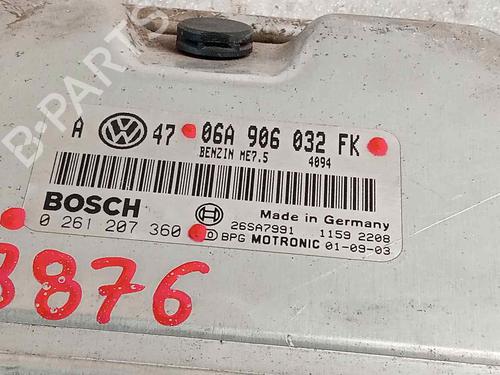 B-PARTS
A 47 06A 906 032 FK
BENZIN ME7.5 4094
BOSCH
Made in Germany
0 261 207 360
26SA7991 1159 2208
BPG MOTRONIC 01-09-03
3876